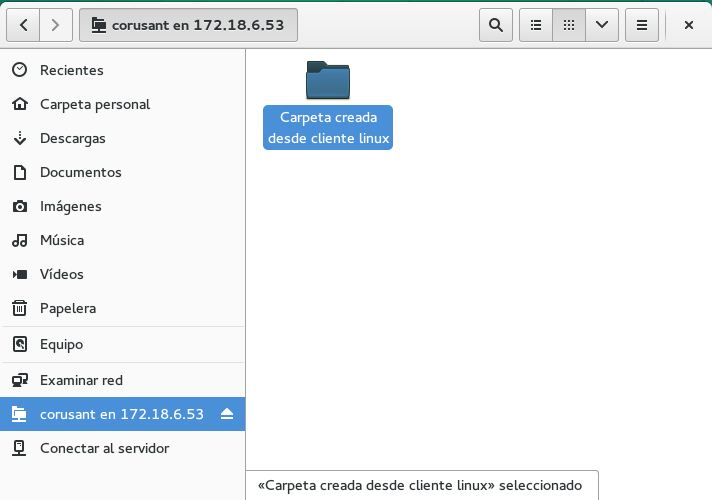 corusant en 172.18.6.53
Recientes
Carpeta personal
Descargas
Documentos
Imágenes
Música
Vídeos
Papelera
Equipo
Examinar red
corusant en 172.18.6.53
Conectar al servidor
Carpeta creada
desde cliente linux
«Carpeta creada desde cliente linux» seleccionado